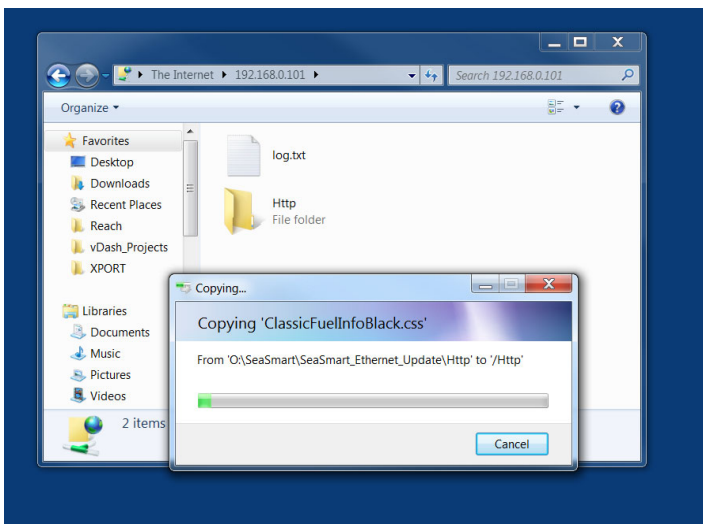 The Internet 192.168.0.101
Search 192.168.0.101
Organize
Favorites
Desktop
Downloads
Recent Places
Reach
vDash_Projects
XPORT
Libraries
Documents
Music
Pictures
Videos
log.txt
Http
File folder
2 items
Copying...
Copying 'ClassicFuelInfoBlack.css'
From 'O:\SeaSmart\SeaSmart_Ethernet_Update\Http' to '/Http'
Cancel